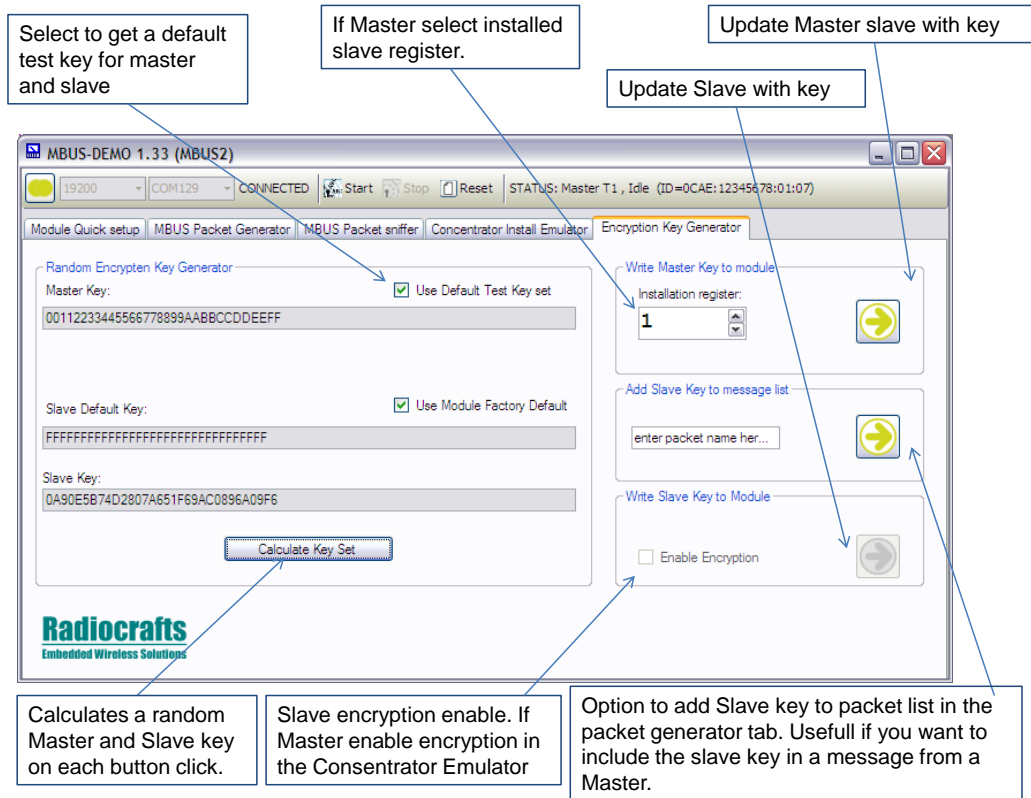 Select to get a default
test key for master
and slave
If Master select installed
slave register.
Update Master slave with key
Update Slave with key
MBUS-DEMO 1.33 (MBUS2)
19200 COM129 CONNECTED Start Stop Reset STATUS: Master T1 , Idle (ID=0CAE:12345678:01:07)
Module Quick setup MBUS Packet Generator MBUS Packet sniffer Concentrator Install Emulator Encryption Key Generator
Random Encrypten Key Generator
Master Key: Use Default Test Key set
00112233445566778899AABBCCDDEEFF
Slave Default Key: Use Module Factory Default
FFFFFFFFFFFFFFFFFFFFFFFFFFFFFFFF
Slave Key:
0A90E5B74D2807A651F69AC0896A09F6
Calculate Key Set
Write Master Key to module
Installation register:
1
Add Slave Key to message list
enter packet name her...
Write Slave Key to Module
Enable Encryption
Radiocrafts
Embedded Wireless Solutions
Calculates a random
Master and Slave key
on each button click.
Slave encryption enable. If
Master enable encryption in
the Consentrator Emulator
Option to add Slave key to packet list in the
packet generator tab. Usefull if you want to
include the slave key in a message from a
Master.